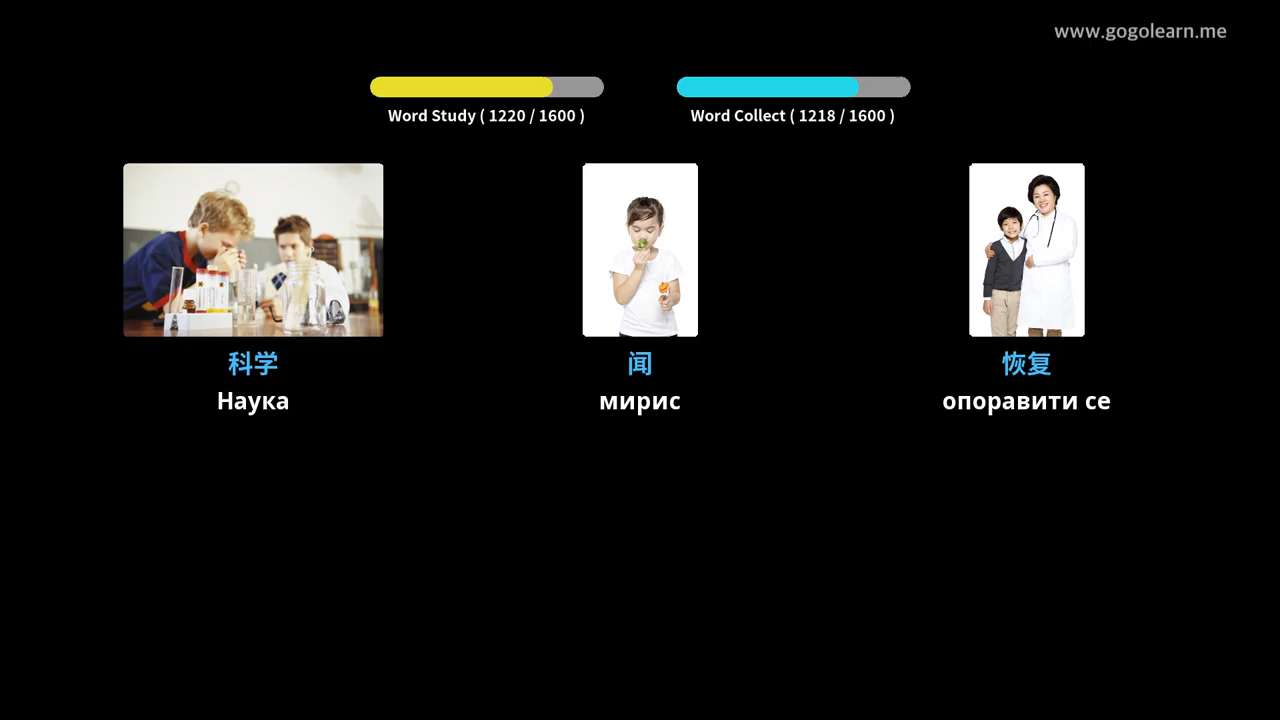 www.gogolearn.me
Word Study ( 1220 / 1600 )
Word Collect ( 1218 / 1600 )
科学
闻
恢复
Наука
мирис
опоравити се